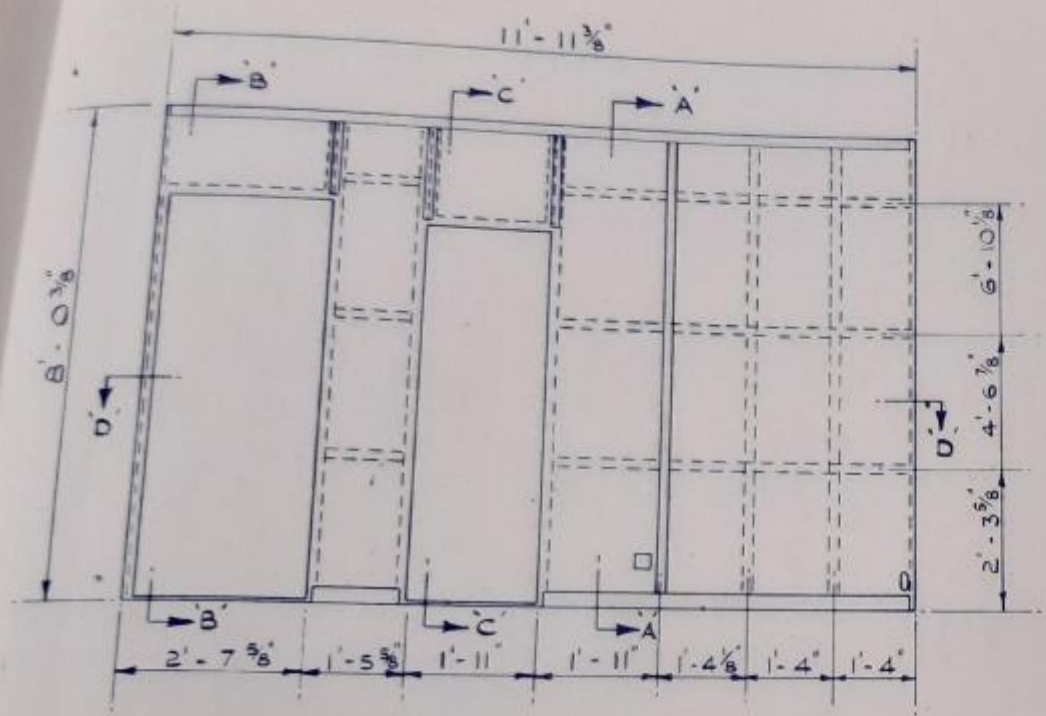 11' - 11 3/8"
'B' 'C' 'A'
8' - 0 3/8"
6' - 10 1/8"
4' - 6 7/8"
2' - 3 5/8"
'D' 'D'
'B' 'C' 'A'
2' - 7 5/8" 1' - 5 5/8" 1' - 11" 1' - 11" 1' - 4 1/8" 1' - 4" 1' - 4"